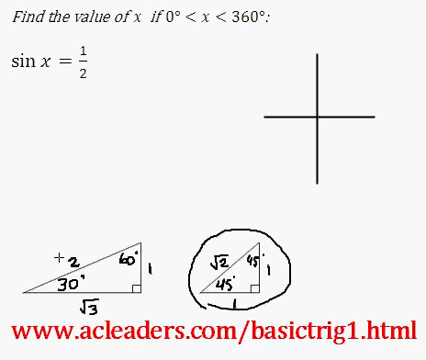 Find the value of x if 0° < x < 360°:
sin x = 1/2
+2 60° 1
30°
√3
√2 45° 1
45°
1
www.acleaders.com/basictrig1.html